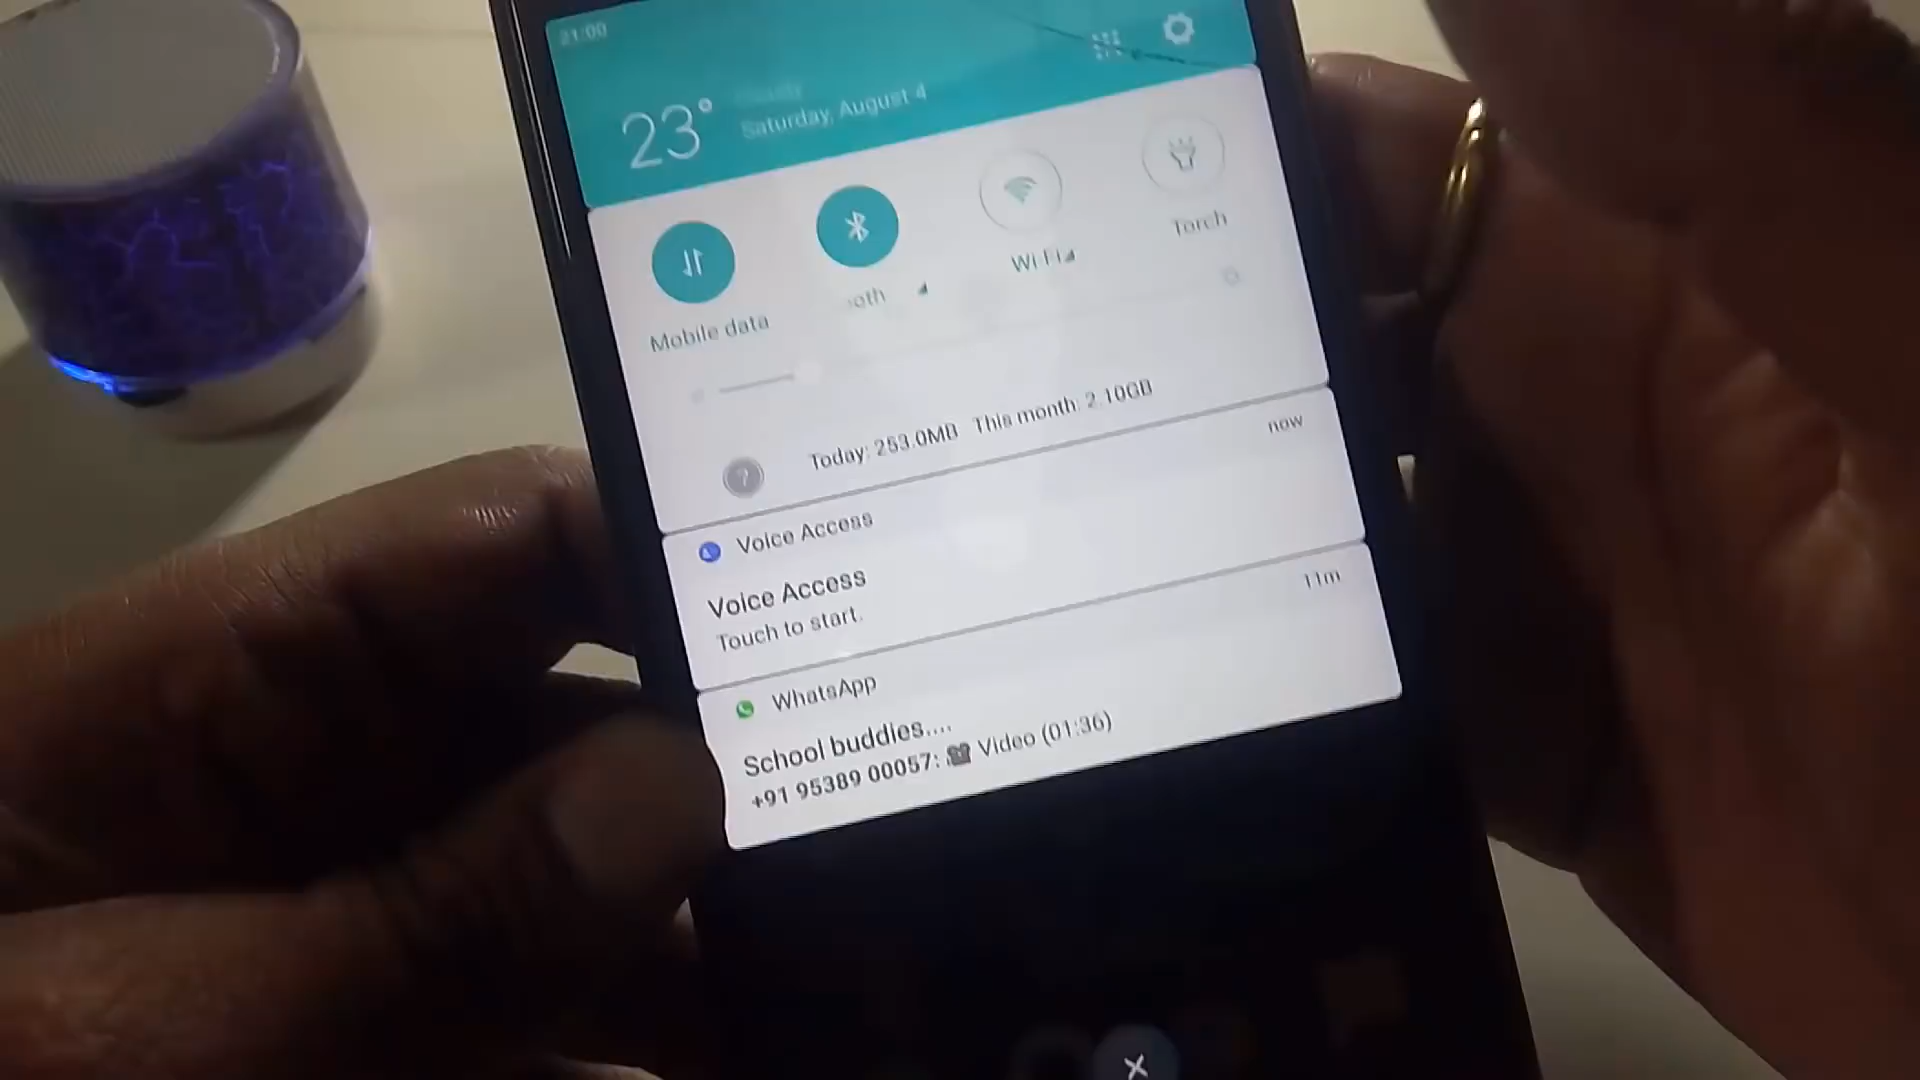 21:00
23°
Saturday, August 4
Mobile data
Wi-Fi
Torch
Today: 253.0MB This month: 2.10GB
now
Voice Access
Voice Access
Touch to start.
11m
WhatsApp
School buddies....
+91 95389 00057: 🎥 Video (01:36)